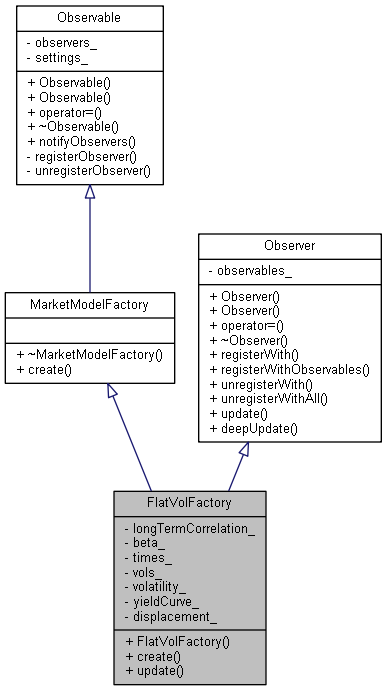 Observable
- observers_
- settings_
+ Observable()
+ Observable()
+ operator=()
+ ~Observable()
+ notifyObservers()
- registerObserver()
- unregisterObserver()
Observer
- observables_
+ Observer()
+ Observer()
+ operator=()
+ ~Observer()
+ registerWith()
+ registerWithObservables()
+ unregisterWith()
+ unregisterWithAll()
+ update()
+ deepUpdate()
MarketModelFactory
+ ~MarketModelFactory()
+ create()
FlatVolFactory
- longTermCorrelation_
- beta_
- times_
- vols_
- volatility_
- yieldCurve_
- displacement_
+ FlatVolFactory()
+ create()
+ update()